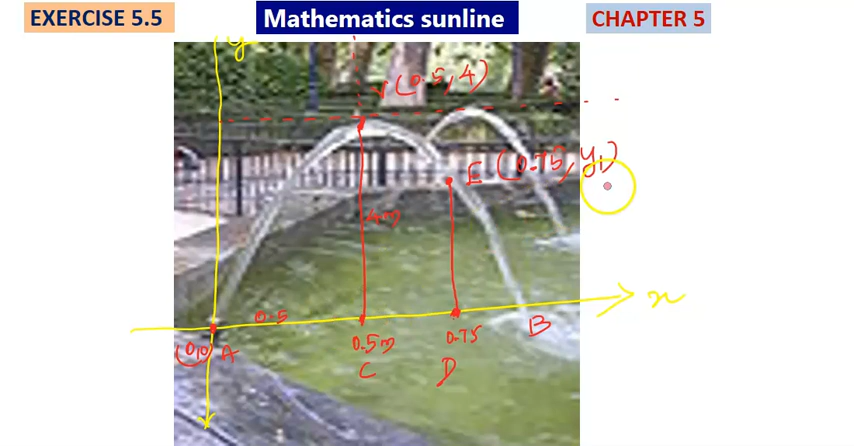 EXERCISE 5.5
Mathematics sunline
CHAPTER 5
y
V (0.5, 4)
E (0.75, y₁)
4m
x
0.5
0.5m
0.75
B
(0,0) A
C
D